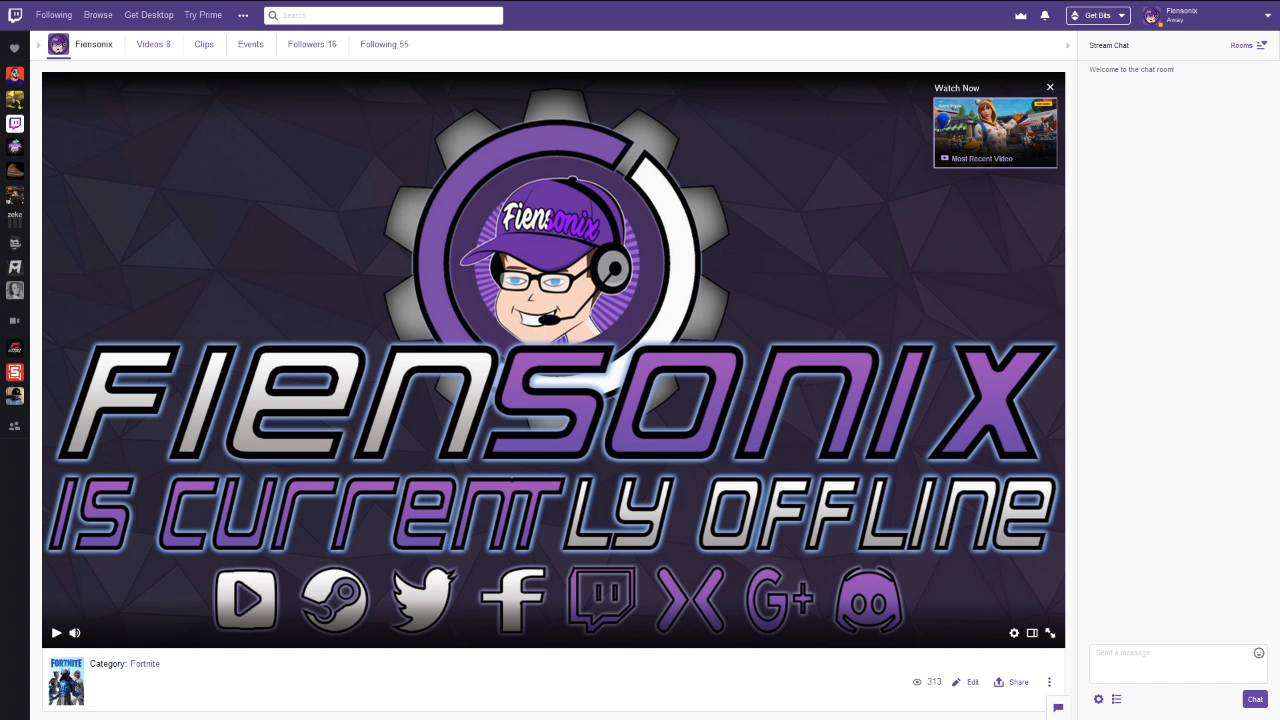 Following Browse Get Desktop Try Prime ••• Search Get Bits Fiensonix
Away
Fiensonix Videos 8 Clips Events Followers 16 Following 55 Stream Chat Rooms
Welcome to the chat room!
Watch Now
Most Recent Video
Fiensonix
zeke
FIENSONIX
IS CURRENTLY OFFLINE
G+
FORTNITE
Category: Fortnite
313 Edit Share
Send a message
Chat